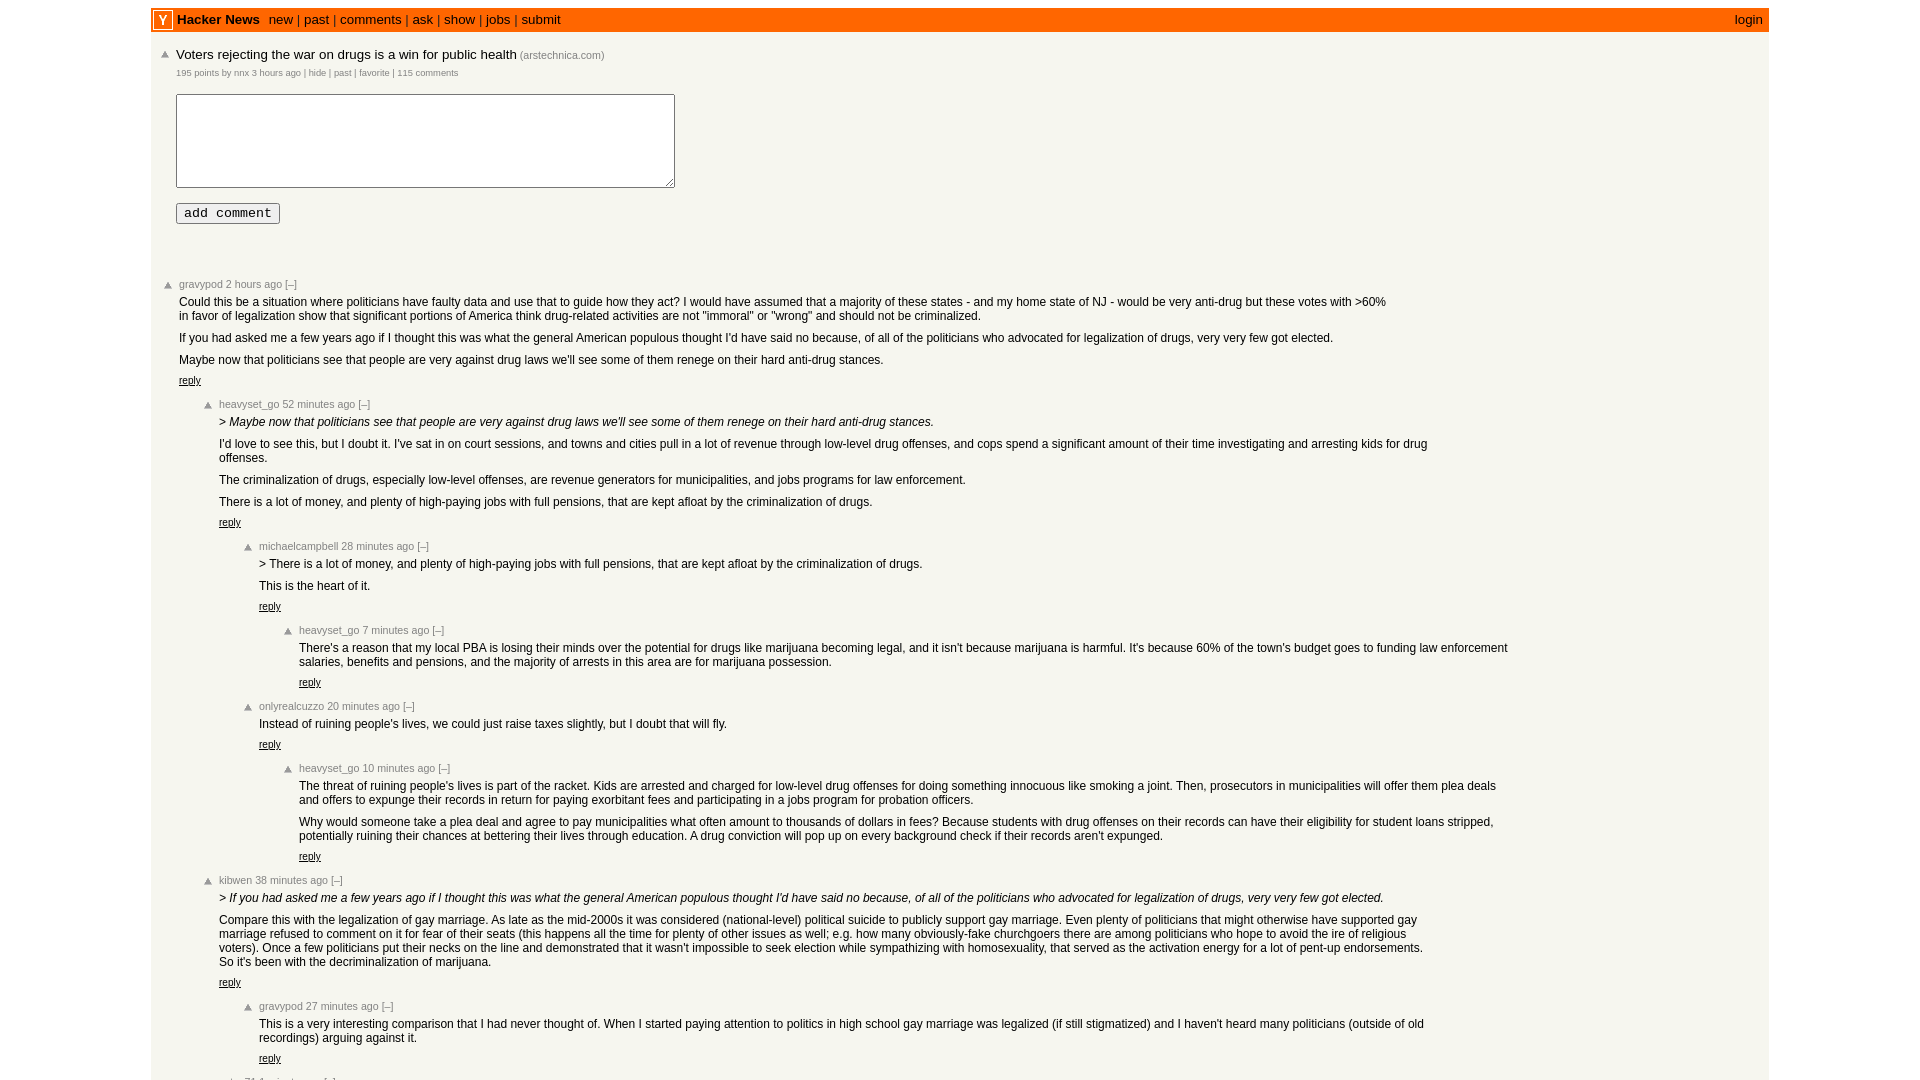 Y Hacker News new | past | comments | ask | show | jobs | submit login
Voters rejecting the war on drugs is a win for public health (arstechnica.com)
195 points by nnx 3 hours ago | hide | past | favorite | 115 comments
add comment
gravypod 2 hours ago [–]
Could this be a situation where politicians have faulty data and use that to guide how they act? I would have assumed that a majority of these states - and my home state of NJ - would be very anti-drug but these votes with >60%
in favor of legalization show that significant portions of America think drug-related activities are not "immoral" or "wrong" and should not be criminalized.
If you had asked me a few years ago if I thought this was what the general American populous thought I'd have said no because, of all of the politicians who advocated for legalization of drugs, very very few got elected.
Maybe now that politicians see that people are very against drug laws we'll see some of them renege on their hard anti-drug stances.
reply
heavyset_go 52 minutes ago [–]
> Maybe now that politicians see that people are very against drug laws we'll see some of them renege on their hard anti-drug stances.
I'd love to see this, but I doubt it. I've sat in on court sessions, and towns and cities pull in a lot of revenue through low-level drug offenses, and cops spend a significant amount of their time investigating and arresting kids for drug
offenses.
The criminalization of drugs, especially low-level offenses, are revenue generators for municipalities, and jobs programs for law enforcement.
There is a lot of money, and plenty of high-paying jobs with full pensions, that are kept afloat by the criminalization of drugs.
reply
michaelcampbell 28 minutes ago [–]
> There is a lot of money, and plenty of high-paying jobs with full pensions, that are kept afloat by the criminalization of drugs.
This is the heart of it.
reply
heavyset_go 7 minutes ago [–]
There's a reason that my local PBA is losing their minds over the potential for drugs like marijuana becoming legal, and it isn't because marijuana is harmful. It's because 60% of the town's budget goes to funding law enforcement
salaries, benefits and pensions, and the majority of arrests in this area are for marijuana possession.
reply
onlyrealcuzzo 20 minutes ago [–]
Instead of ruining people's lives, we could just raise taxes slightly, but I doubt that will fly.
reply
heavyset_go 10 minutes ago [–]
The threat of ruining people's lives is part of the racket. Kids are arrested and charged for low-level drug offenses for doing something innocuous like smoking a joint. Then, prosecutors in municipalities will offer them plea deals
and offers to expunge their records in return for paying exorbitant fees and participating in a jobs program for probation officers.
Why would someone take a plea deal and agree to pay municipalities what often amount to thousands of dollars in fees? Because students with drug offenses on their records can have their eligibility for student loans stripped,
potentially ruining their chances at bettering their lives through education. A drug conviction will pop up on every background check if their records aren't expunged.
reply
kibwen 38 minutes ago [–]
> If you had asked me a few years ago if I thought this was what the general American populous thought I'd have said no because, of all of the politicians who advocated for legalization of drugs, very very few got elected.
Compare this with the legalization of gay marriage. As late as the mid-2000s it was considered (national-level) political suicide to publicly support gay marriage. Even plenty of politicians that might otherwise have supported gay
marriage refused to comment on it for fear of their seats (this happens all the time for plenty of other issues as well; e.g. how many obviously-fake churchgoers there are among politicians who hope to avoid the ire of religious
voters). Once a few politicians put their necks on the line and demonstrated that it wasn't impossible to seek election while sympathizing with homosexuality, that served as the activation energy for a lot of pent-up endorsements.
So it's been with the decriminalization of marijuana.
reply
gravypod 27 minutes ago [–]
This is a very interesting comparison that I had never thought of. When I started paying attention to politics in high school gay marriage was legalized (if still stigmatized) and I haven't heard many politicians (outside of old
recordings) arguing against it.
reply